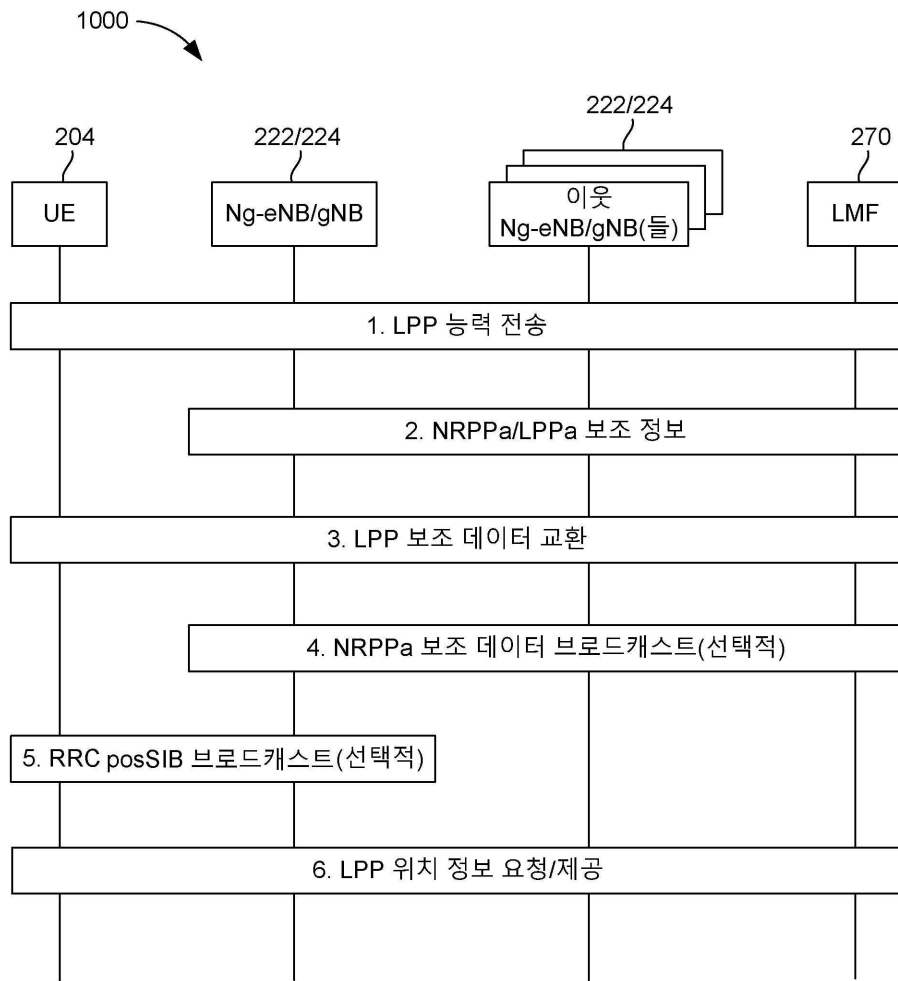 1000
204
222/224
222/224
270
UE
Ng-eNB/gNB
이웃
Ng-eNB/gNB(들)
LMF
1. LPP 능력 전송
2. NRPPa/LPPa 보조 정보
3. LPP 보조 데이터 교환
4. NRPPa 보조 데이터 브로드캐스트(선택적)
5. RRC posSIB 브로드캐스트(선택적)
6. LPP 위치 정보 요청/제공